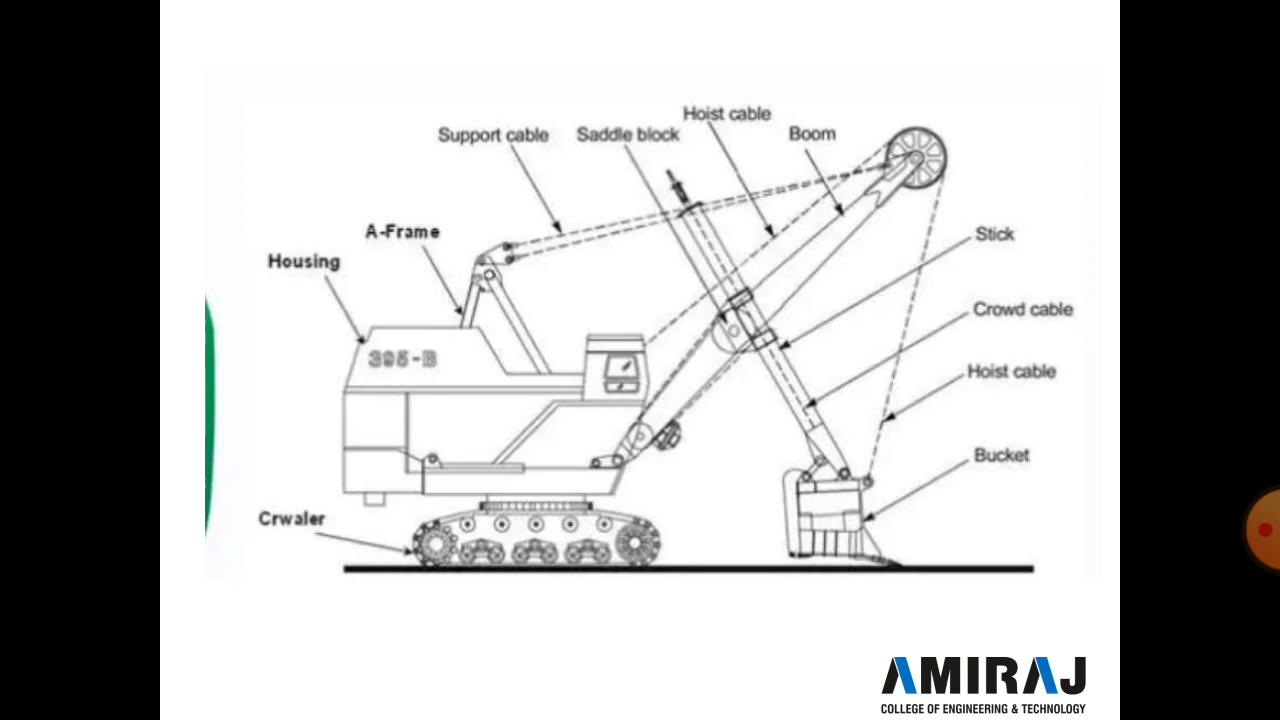 Hoist cable
Support cable
Saddle block
Boom
A-Frame
Stick
Housing
Crowd cable
395-B
Hoist cable
Bucket
Crwaler
AMIRAJ
COLLEGE OF ENGINEERING & TECHNOLOGY